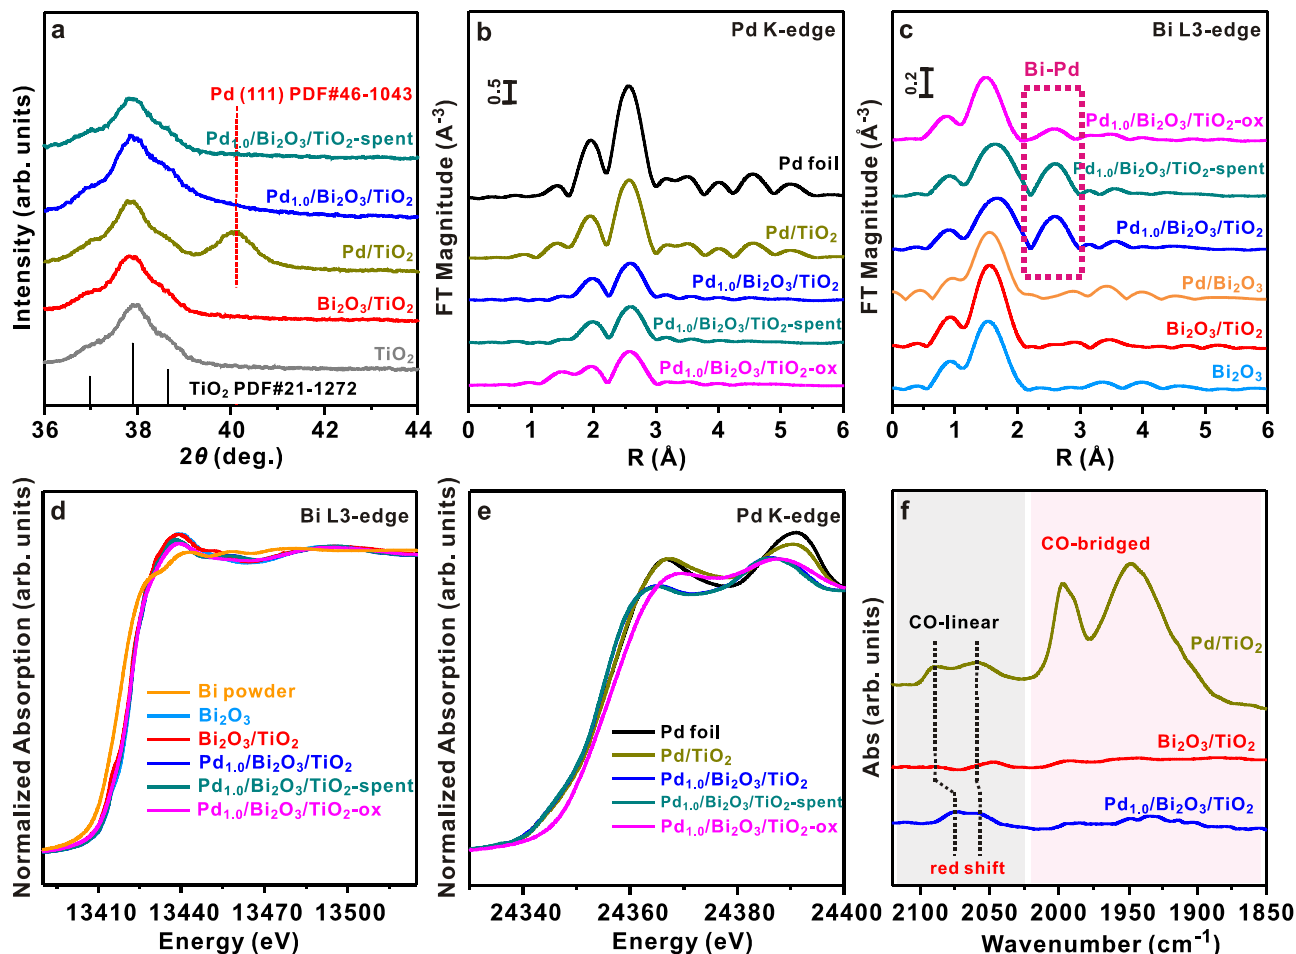 a
Pd (111) PDF#46-1043
Pd1.0/Bi2O3/TiO2-spent
Pd1.0/Bi2O3/TiO2
Pd/TiO2
Bi2O3/TiO2
TiO2
TiO2 PDF#21-1272
Intensity (arb. units)
36 38 40 42 44
2θ (deg.)
b
Pd K-edge
0.5
Pd foil
Pd/TiO2
Pd1.0/Bi2O3/TiO2
Pd1.0/Bi2O3/TiO2-spent
Pd1.0/Bi2O3/TiO2-ox
FT Magnitude (Å-3)
0 1 2 3 4 5 6
R (Å)
c
Bi L3-edge
0.2
Bi-Pd
Pd1.0/Bi2O3/TiO2-ox
Pd1.0/Bi2O3/TiO2-spent
Pd1.0/Bi2O3/TiO2
Pd/Bi2O3
Bi2O3/TiO2
Bi2O3
FT Magnitude (Å-3)
0 1 2 3 4 5 6
R (Å)
d
Bi L3-edge
Bi powder
Bi2O3
Bi2O3/TiO2
Pd1.0/Bi2O3/TiO2
Pd1.0/Bi2O3/TiO2-spent
Pd1.0/Bi2O3/TiO2-ox
Normalized Absorption (arb. units)
13410 13440 13470 13500
Energy (eV)
e
Pd K-edge
Pd foil
Pd/TiO2
Pd1.0/Bi2O3/TiO2
Pd1.0/Bi2O3/TiO2-spent
Pd1.0/Bi2O3/TiO2-ox
Normalized Absorption (arb. units)
24340 24360 24380 24400
Energy (eV)
f
CO-bridged
CO-linear
Pd/TiO2
Bi2O3/TiO2
Pd1.0/Bi2O3/TiO2
red shift
Abs (arb. units)
2100 2050 2000 1950 1900 1850
Wavenumber (cm-1)